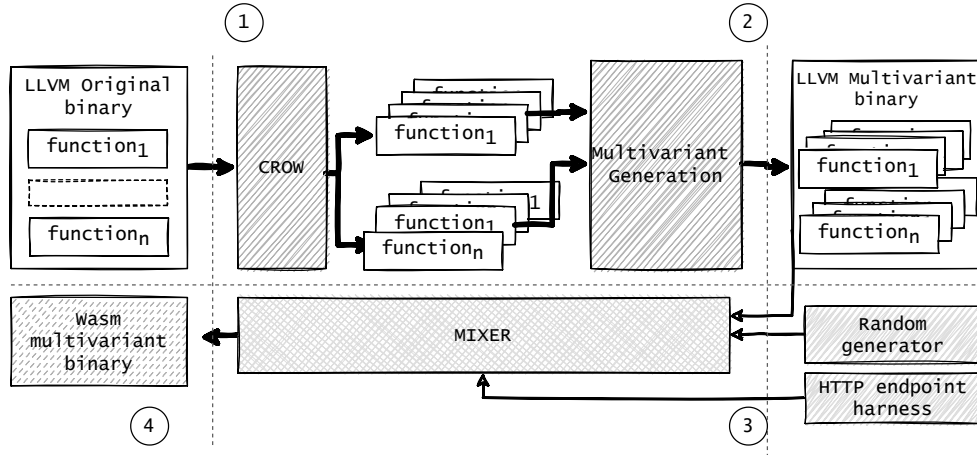 1
2
LLVM Original
binary
function1
functionn
CROW
function1
function1
functionn
Multivariant
Generation
LLVM Multivariant
binary
function1
functionn
Wasm
multivariant
binary
MIXER
Random
generator
HTTP endpoint
harness
4
3